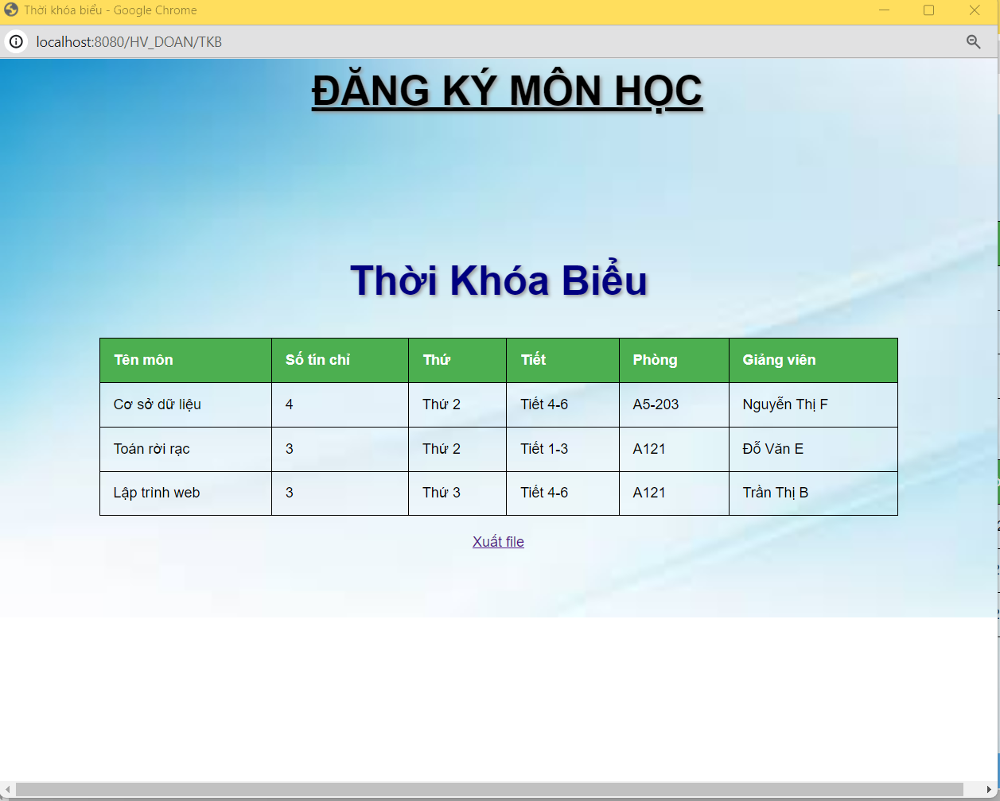 Thời khóa biểu - Google Chrome
localhost:8080/HV_DOAN/TKB
ĐĂNG KÝ MÔN HỌC
Thời Khóa Biểu
Tên môn Số tín chỉ Thứ Tiết Phòng Giảng viên
Cơ sở dữ liệu 4 Thứ 2 Tiết 4-6 A5-203 Nguyễn Thị F
Toán rời rạc 3 Thứ 2 Tiết 1-3 A121 Đỗ Văn E
Lập trình web 3 Thứ 3 Tiết 4-6 A121 Trần Thị B
Xuất file